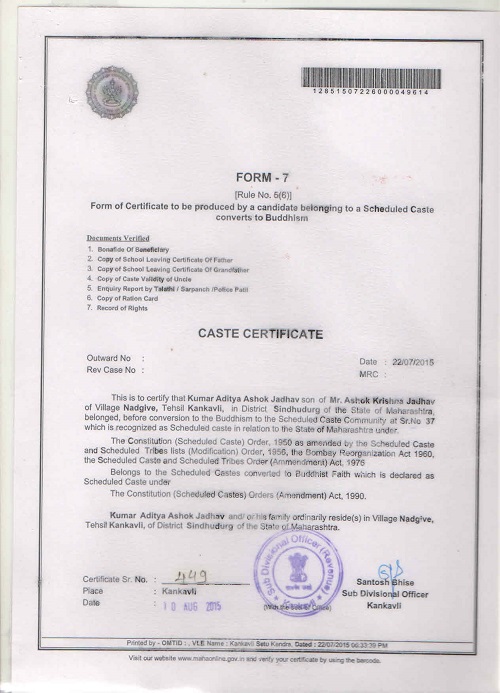 12851507226000049614
FORM - 7
[Rule No. 5(6)]
Form of Certificate to be produced by a candidate belonging to a Scheduled Caste
converts to Buddhism
Documents Verified
1. Bonafide Of Beneficiary
2. Copy of School Leaving Certificate Of Father
3. Copy of School Leaving Certificate Of Grandfather
4. Copy of Caste Validity of Uncle
5. Enquiry Report by Talathi / Sarpanch /Police Patil
6. Copy of Ration Card
7. Record of Rights
CASTE CERTIFICATE
Outward No :
Date : 22/07/2015
Rev Case No :
MRC :
This is to certify that Kumar Aditya Ashok Jadhav son of Mr. Ashok Krishna Jadhav
of Village Nadgive, Tehsil Kankavli, in District Sindhudurg of the State of Maharashtra,
belonged, before conversion to the Buddhism to the Scheduled Caste Community at Sr.No 37
which is recognized as Scheduled caste in relation to the State of Maharashtra under.
The Constitution (Scheduled Caste) Order, 1950 as amended by the Scheduled Caste
and Scheduled Tribes lists (Modification) Order, 1956, the Bombay Reorganization Act 1960,
the Scheduled Caste and Scheduled Tribes Order (Ammendment) Act, 1976
Belongs to the Scheduled Castes converted to Buddhist Faith which is declared as
Scheduled Caste under
The Constitution (Scheduled Castes) Orders (Amendment) Act, 1990.
Kumar Aditya Ashok Jadhav and/or his family ordinarily reside(s) in Village Nadgive,
Tehsil Kankavli, of District Sindhudurg of the State of Maharashtra.
Sub Divisional Officer (Revenue)
Kankavli
Certificate Sr. No. : 449
Place : Kankavli
Date : 10 AUG 2015
Santosh Bhise
Sub Divisional Officer
Kankavli
Printed by - OMTID : , VLE Name : Kankavli Setu Kendra, Dated : 22/07/2015 06:33:39 PM
Visit our website www.mahaonline.gov.in and verify your certificate by using the barcode.